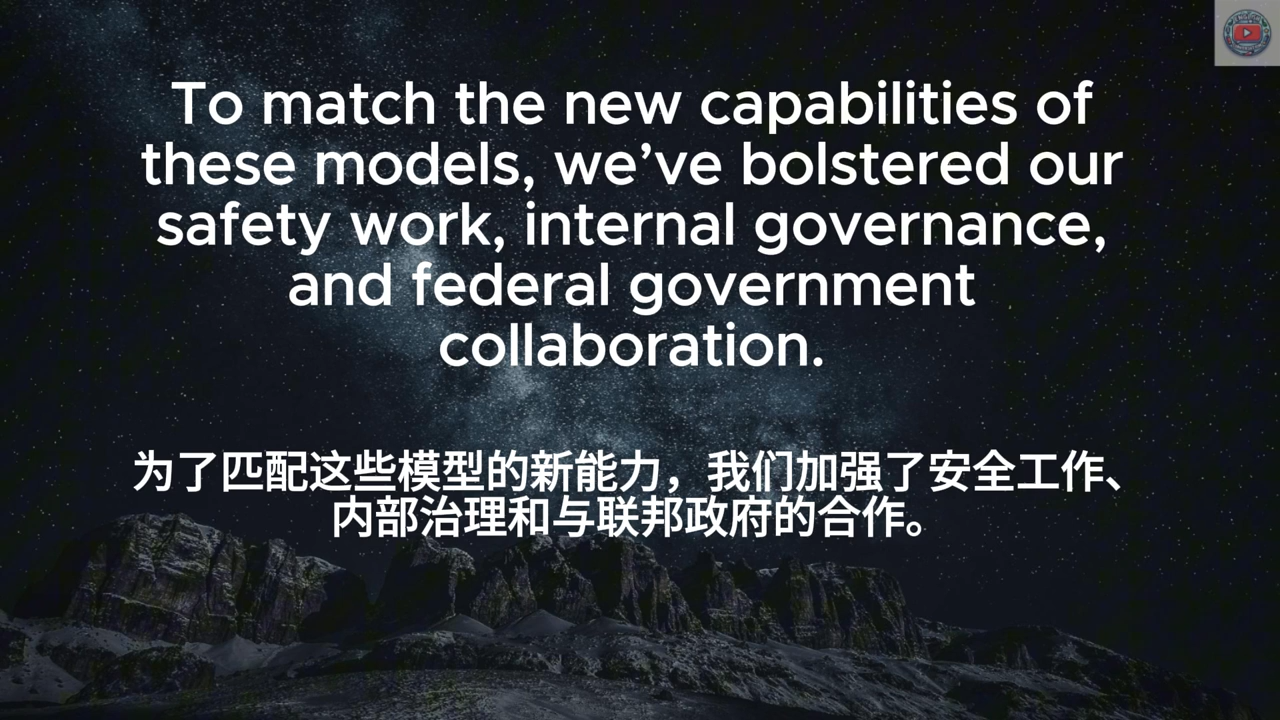 To match the new capabilities of
these models, we’ve bolstered our
safety work, internal governance,
and federal government
collaboration.
为了匹配这些模型的新能力，我们加强了安全工作、
内部治理和与联邦政府的合作。